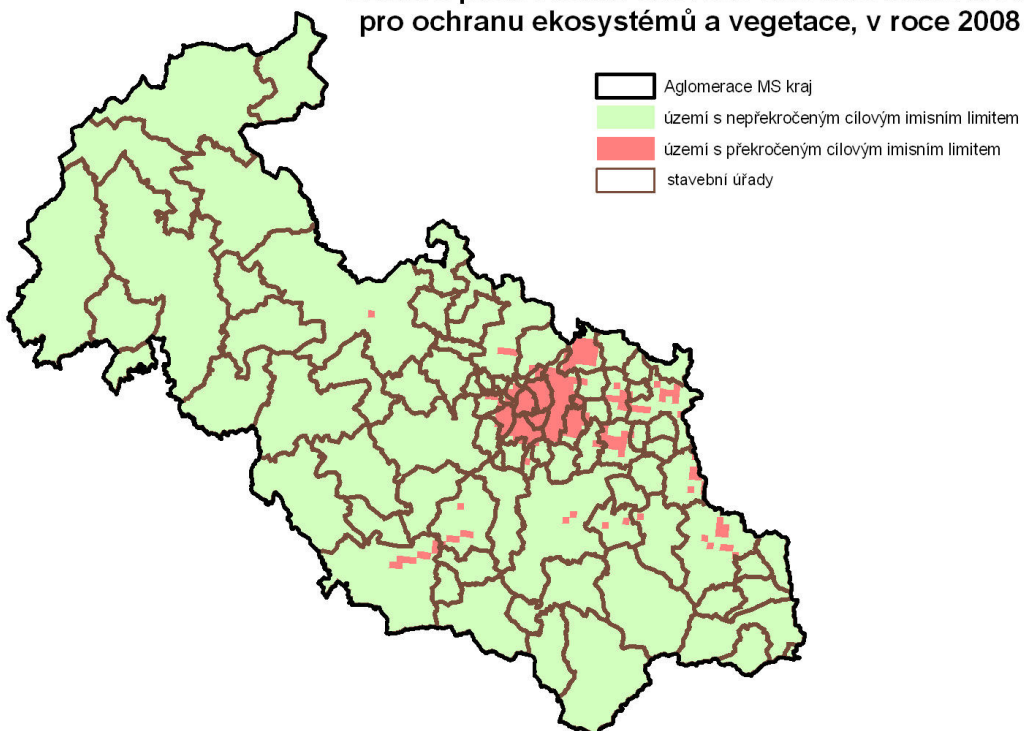 pro ochranu ekosystémů a vegetace, v roce 2008
Aglomerace MS kraj
území s nepřekročeným cílovým imisním limitem
území s překročeným cílovým imisním limitem
stavební úřady